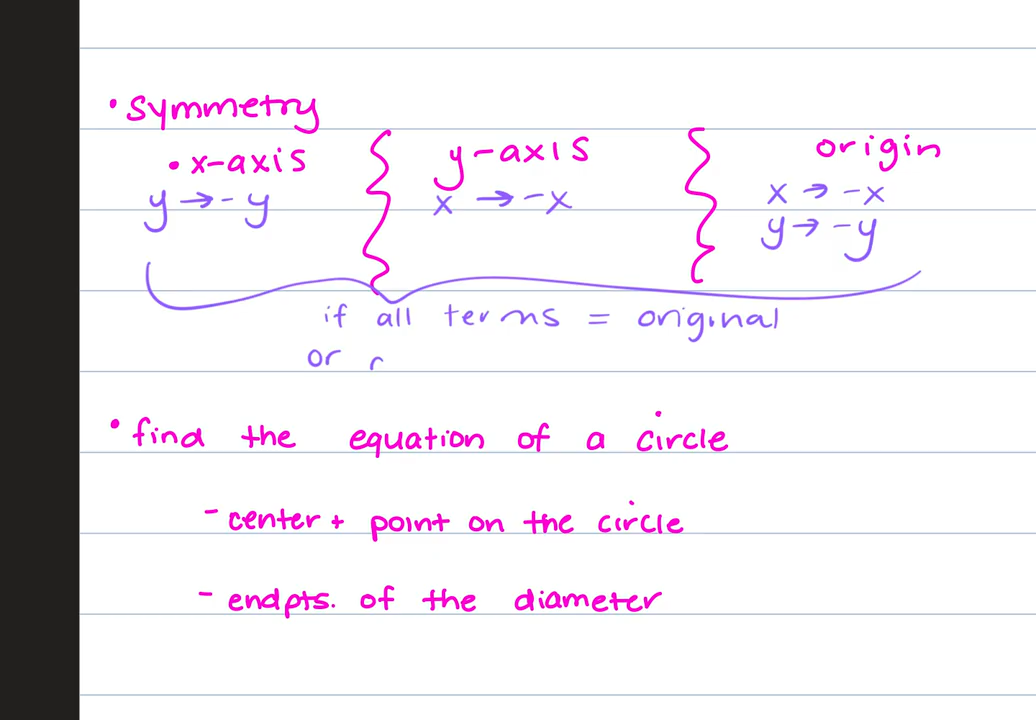 • symmetry
• x-axis y-axis origin
y → -y x → -x x → -x
y → -y
if all terms = original
or r
• find the equation of a circle
- center + point on the circle
- endpts. of the diameter